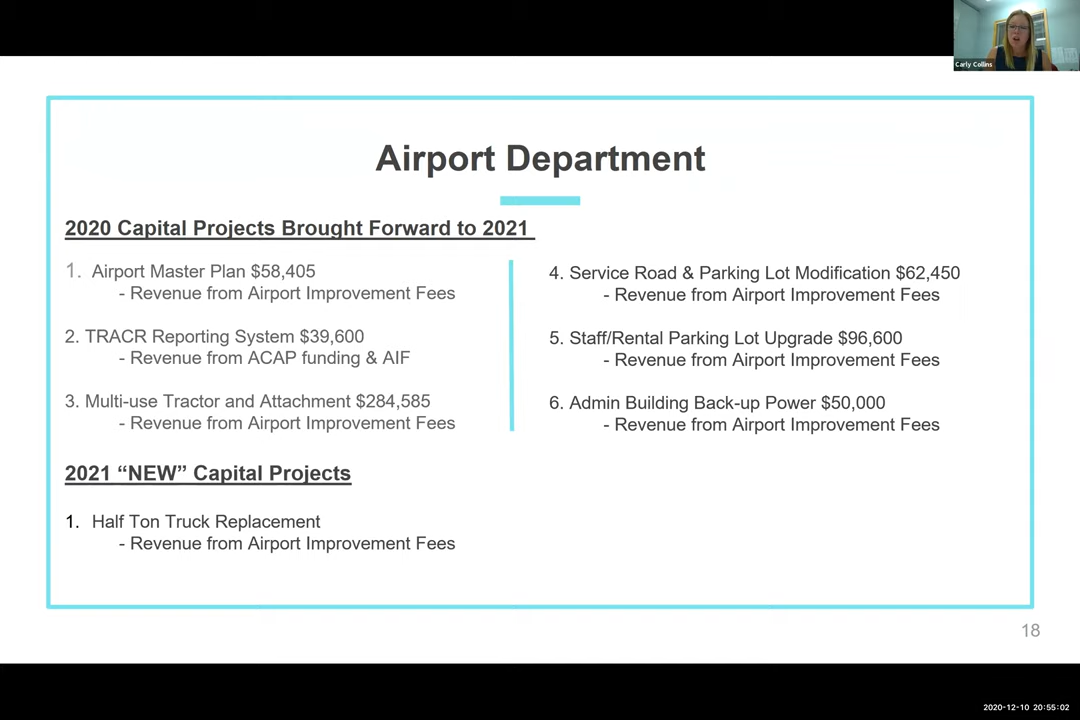 Carly Collins
Airport Department
2020 Capital Projects Brought Forward to 2021
1. Airport Master Plan $58,405
- Revenue from Airport Improvement Fees
2. TRACR Reporting System $39,600
- Revenue from ACAP funding & AIF
3. Multi-use Tractor and Attachment $284,585
- Revenue from Airport Improvement Fees
4. Service Road & Parking Lot Modification $62,450
- Revenue from Airport Improvement Fees
5. Staff/Rental Parking Lot Upgrade $96,600
- Revenue from Airport Improvement Fees
6. Admin Building Back-up Power $50,000
- Revenue from Airport Improvement Fees
2021 “NEW” Capital Projects
1. Half Ton Truck Replacement
- Revenue from Airport Improvement Fees
18
2020-12-10 20:55:02